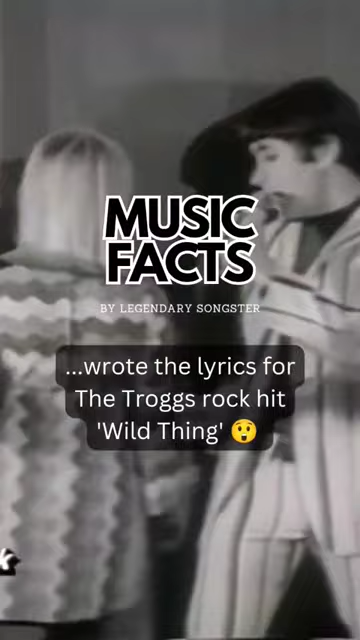 MUSIC
FACTS
BY LEGENDARY SONGSTER
...wrote the lyrics for
The Troggs rock hit
'Wild Thing' 😲